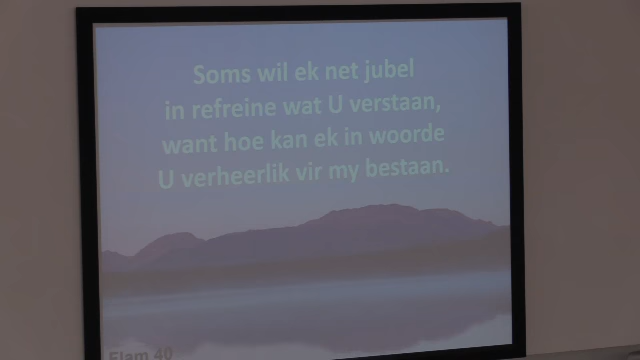 Soms wil ek net jubel
in refreine wat U verstaan,
want hoe kan ek in woorde
U verheerlik vir my bestaan.
Flam 40